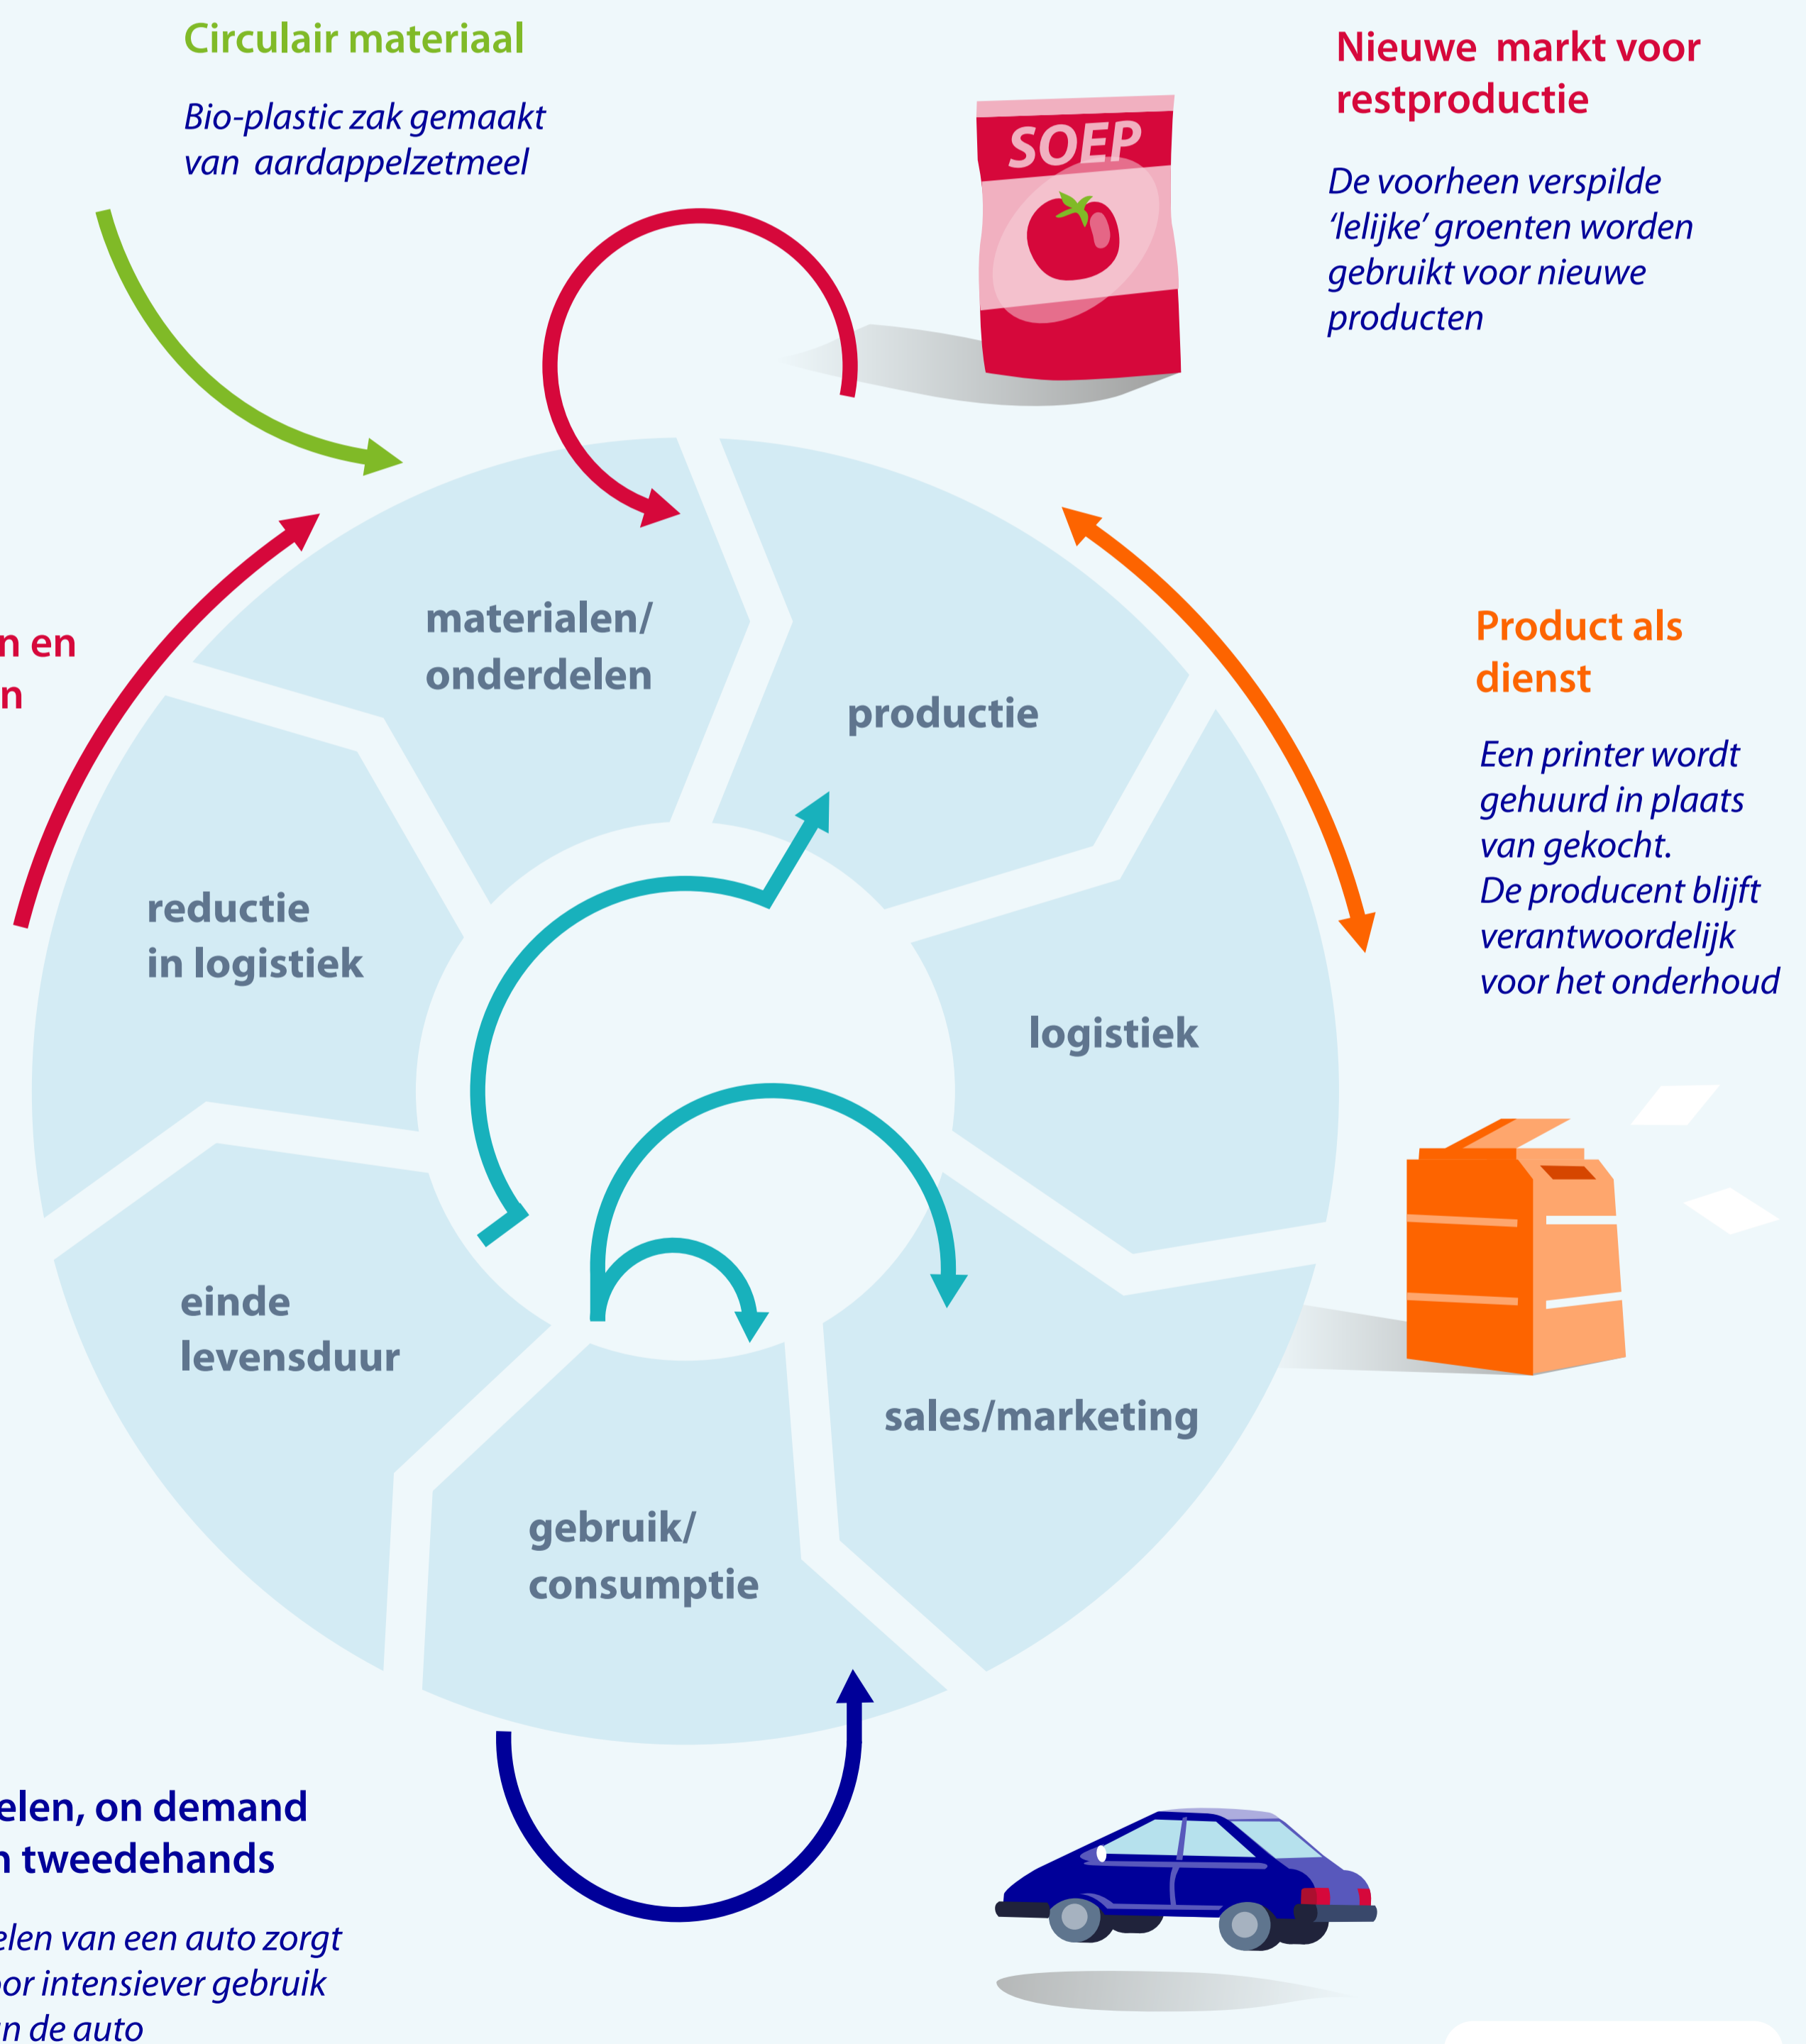 Circulair materiaal
Bio-plastic zak gemaakt
van aardappelzetmeel
SOEP
Nieuwe markt voor
restproductie
De voorheen verspilde
‘lelijke’ groenten worden
gebruikt voor nieuwe
producten
n en
n
materialen/
onderdelen
productie
Product als
dienst
Een printer wordt
gehuurd in plaats
van gekocht.
De producent blijft
verantwoordelijk
voor het onderhoud
reductie
in logistiek
logistiek
einde
levensduur
sales/marketing
gebruik/
consumptie
elen, on demand
n tweedehands
elen van een auto zorgt
oor intensiever gebruik
an de auto